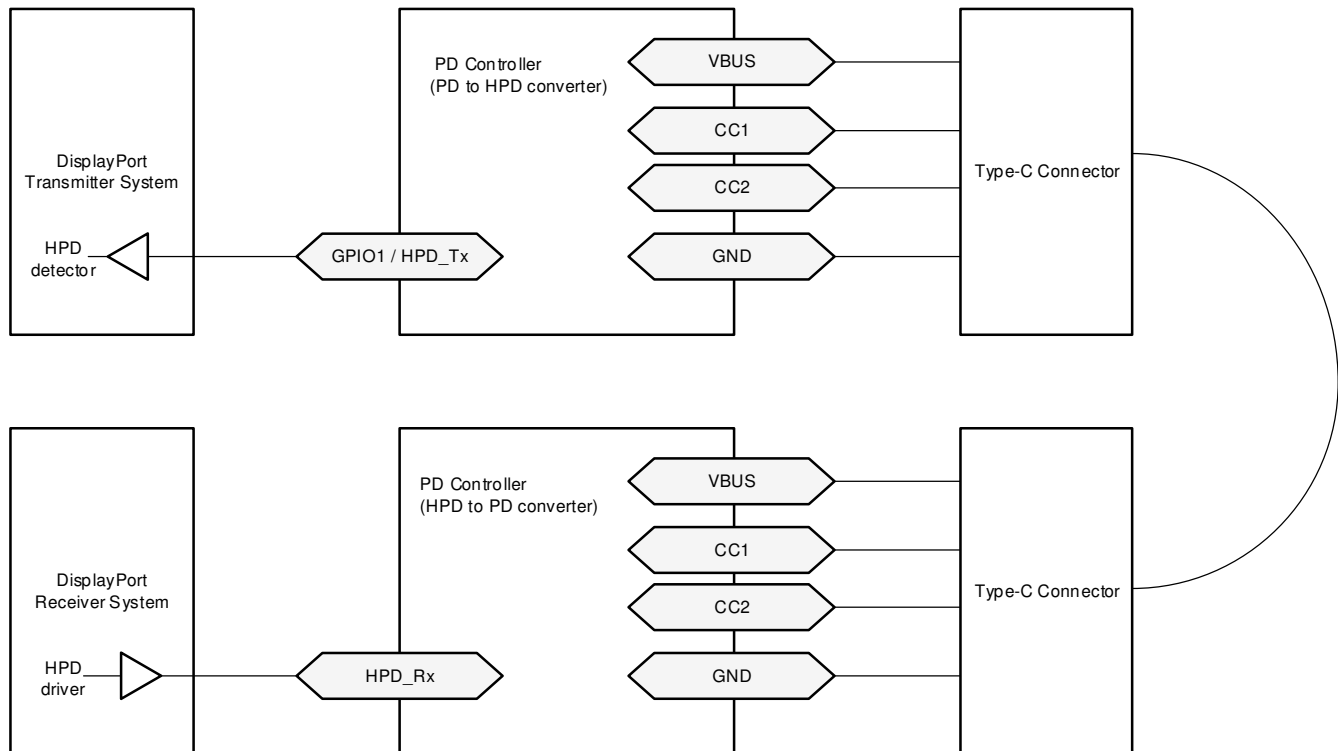 PD Controller
(PD to HPD converter)
VBUS
CC1
CC2
GND
DisplayPort
Transmitter System
HPD
detector
GPIO1 / HPD_Tx
Type-C Connector
PD Controller
(HPD to PD converter)
VBUS
CC1
CC2
GND
DisplayPort
Receiver System
HPD
driver
HPD_Rx
Type-C Connector